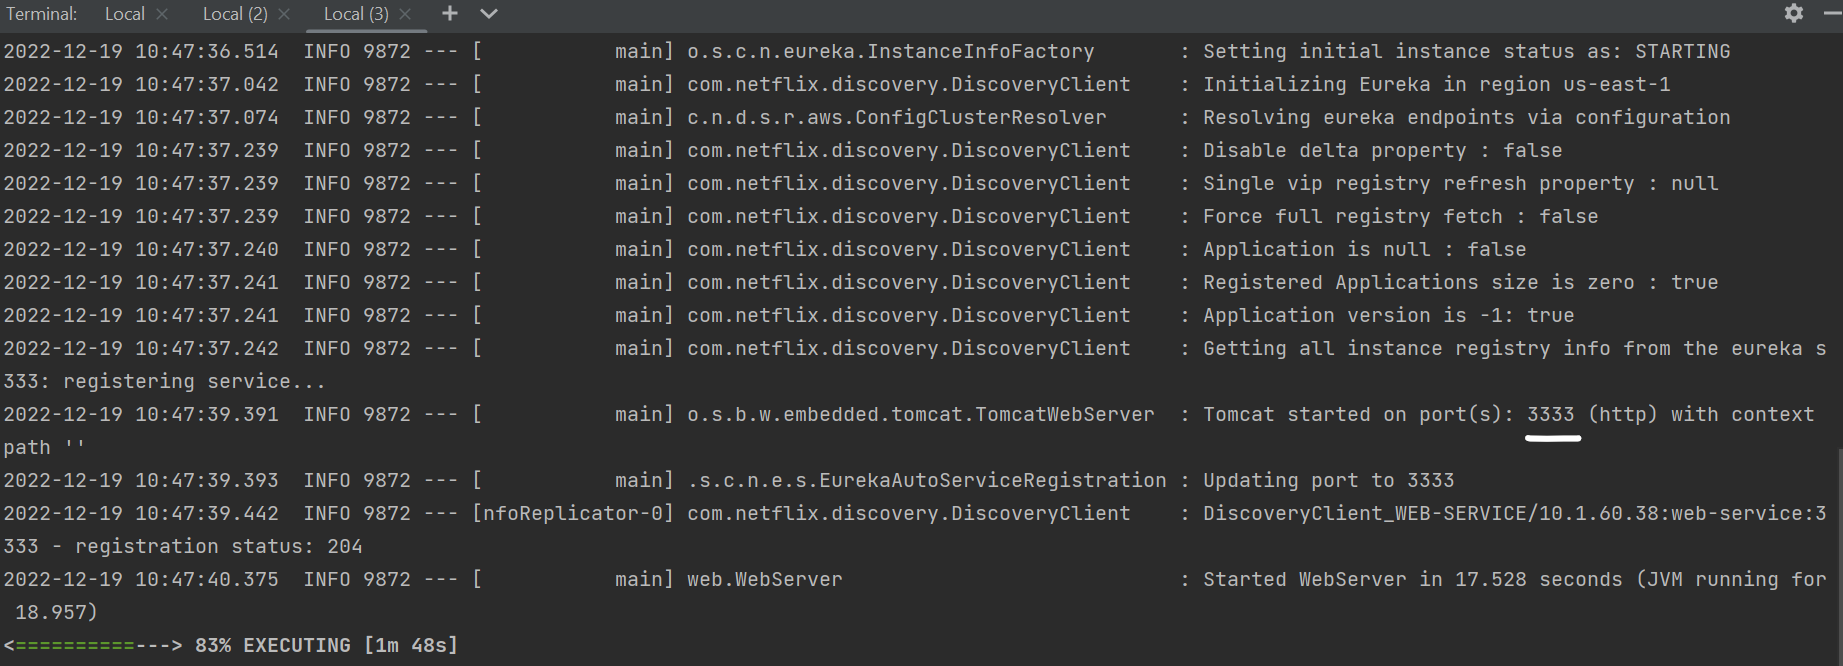 Terminal: Local × Local (2) × Local (3) × +
2022-12-19 10:47:36.514  INFO 9872 --- [           main] o.s.c.n.eureka.InstanceInfoFactory       : Setting initial instance status as: STARTING
2022-12-19 10:47:37.042  INFO 9872 --- [           main] com.netflix.discovery.DiscoveryClient    : Initializing Eureka in region us-east-1
2022-12-19 10:47:37.074  INFO 9872 --- [           main] c.n.d.s.r.aws.ConfigClusterResolver      : Resolving eureka endpoints via configuration
2022-12-19 10:47:37.239  INFO 9872 --- [           main] com.netflix.discovery.DiscoveryClient    : Disable delta property : false
2022-12-19 10:47:37.239  INFO 9872 --- [           main] com.netflix.discovery.DiscoveryClient    : Single vip registry refresh property : null
2022-12-19 10:47:37.239  INFO 9872 --- [           main] com.netflix.discovery.DiscoveryClient    : Force full registry fetch : false
2022-12-19 10:47:37.240  INFO 9872 --- [           main] com.netflix.discovery.DiscoveryClient    : Application is null : false
2022-12-19 10:47:37.241  INFO 9872 --- [           main] com.netflix.discovery.DiscoveryClient    : Registered Applications size is zero : true
2022-12-19 10:47:37.241  INFO 9872 --- [           main] com.netflix.discovery.DiscoveryClient    : Application version is -1: true
2022-12-19 10:47:37.242  INFO 9872 --- [           main] com.netflix.discovery.DiscoveryClient    : Getting all instance registry info from the eureka s
333: registering service...
2022-12-19 10:47:39.391  INFO 9872 --- [           main] o.s.b.w.embedded.tomcat.TomcatWebServer  : Tomcat started on port(s): 3333 (http) with context
path ''
2022-12-19 10:47:39.393  INFO 9872 --- [           main] .s.c.n.e.s.EurekaAutoServiceRegistration : Updating port to 3333
2022-12-19 10:47:39.442  INFO 9872 --- [nfoReplicator-0] com.netflix.discovery.DiscoveryClient    : DiscoveryClient_WEB-SERVICE/10.1.60.38:web-service:3
333 - registration status: 204
2022-12-19 10:47:40.375  INFO 9872 --- [           main] web.WebServer                            : Started WebServer in 17.528 seconds (JVM running for
 18.957)
<==========---> 83% EXECUTING [1m 48s]